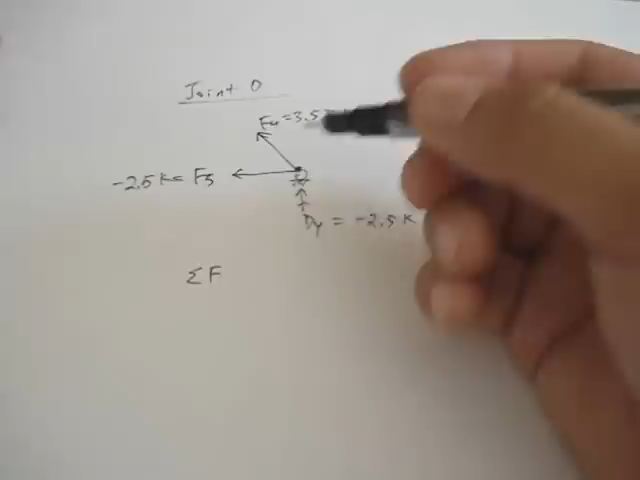 Joint D
F4 = 3.5
-2.5 K = F5
Dy = -2.5 K
ΣF